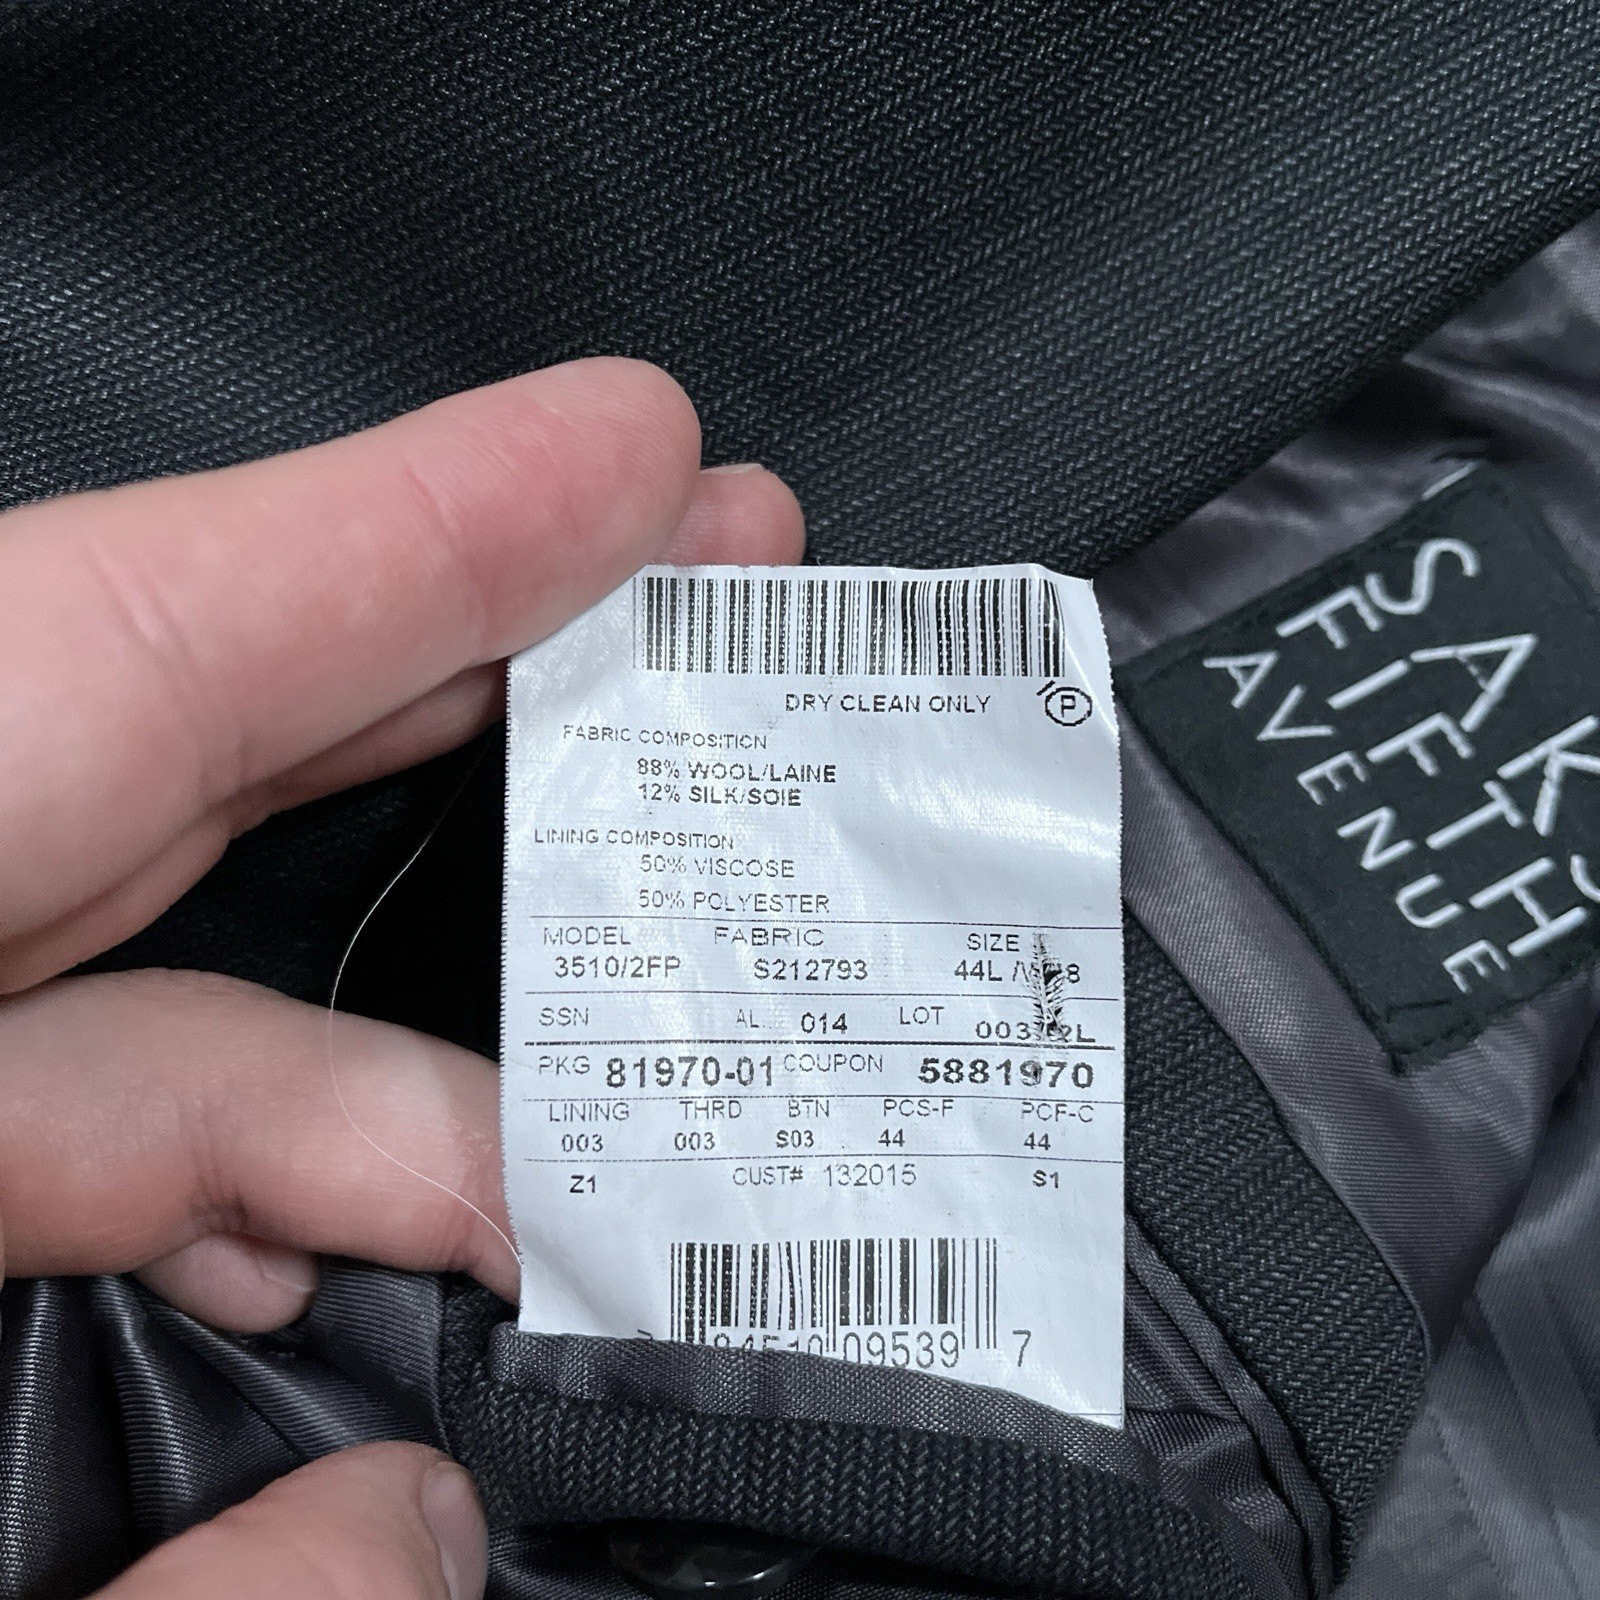 DRY CLEAN ONLY P
FABRIC COMPOSITION
88% WOOL/LAINE
12% SILK/SOIE
LINING COMPOSITION
50% VISCOSE
50% POLYESTER
MODEL FABRIC SIZE
3510/2FP S212793 44L
SSN AL.. 014 LOT
PKG 81970-01 COUPON 5881970
LINING THRD BTN PCS-F PCF-C
003 003 S03 44 44
Z1 CUST# 132015 S1
09539 7
SAKS
FIFTH
AVENUE